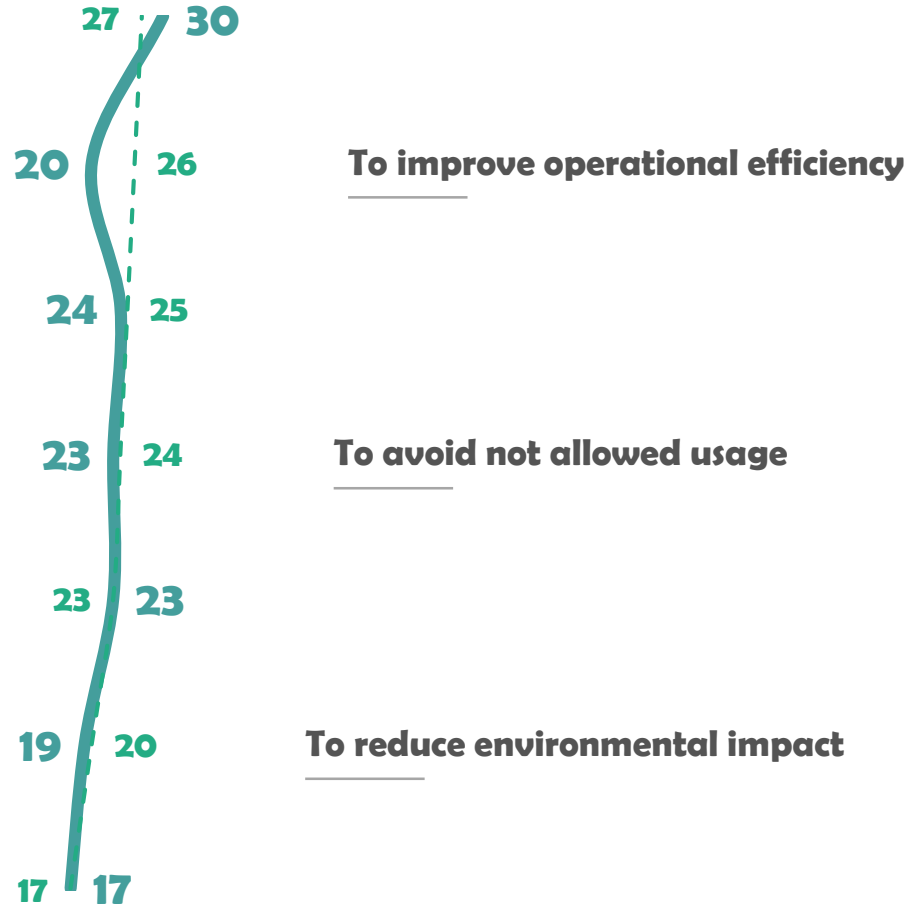 27 30
20 26 To improve operational efficiency
24 25
23 24 To avoid not allowed usage
23 23
19 20 To reduce environmental impact
17 17